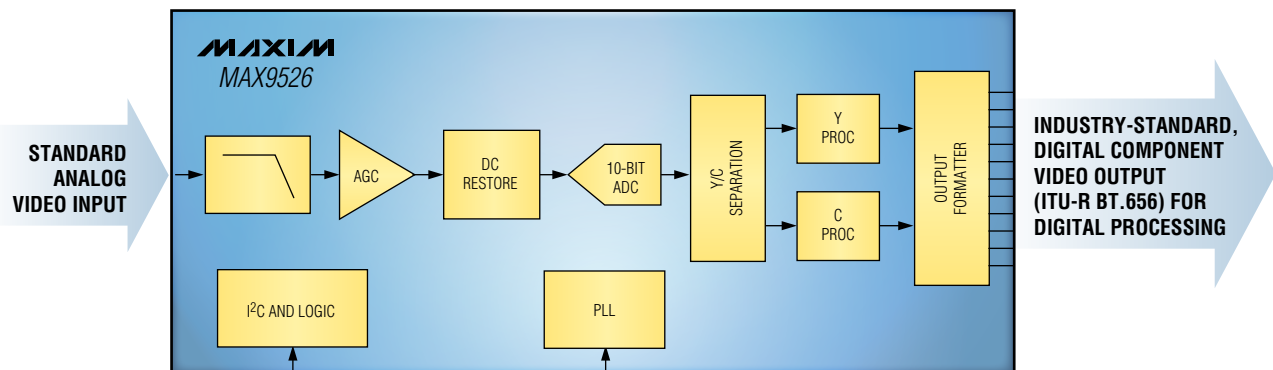 MAXIM
MAX9526
STANDARD
ANALOG
VIDEO INPUT
AGC
DC
RESTORE
10-BIT
ADC
Y/C
SEPARATION
Y
PROC
C
PROC
OUTPUT
FORMATTER
INDUSTRY-STANDARD,
DIGITAL COMPONENT
VIDEO OUTPUT
(ITU-R BT.656) FOR
DIGITAL PROCESSING
I²C AND LOGIC
PLL